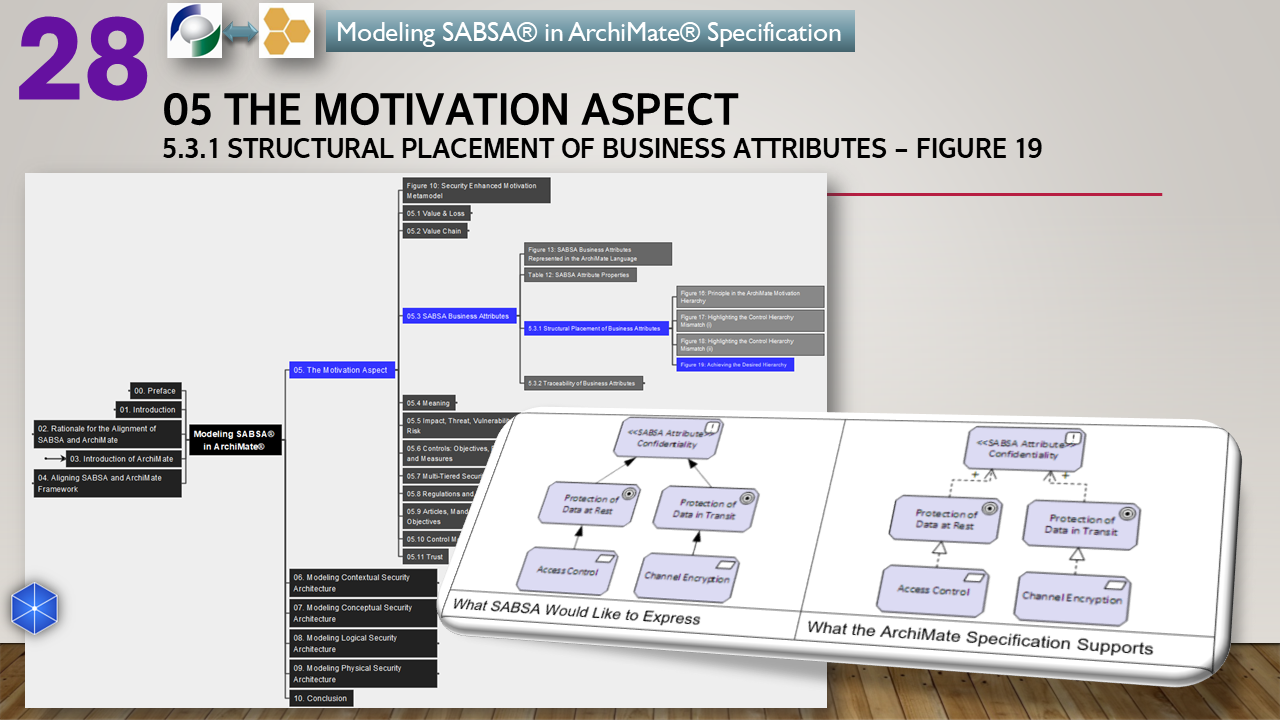 28
Modeling SABSA® in ArchiMate® Specification
05 THE MOTIVATION ASPECT
5.3.1 STRUCTURAL PLACEMENT OF BUSINESS ATTRIBUTES – FIGURE 19
Figure 10: Security Enhanced Motivation
Metamodel
05.1 Value & Loss
05.2 Value Chain
Figure 13: SABSA Business Attributes
Represented in the ArchiMate Language
Table 12: SABSA Attribute Properties
Figure 16: Principle in the ArchiMate Motivation
Hierarchy
Figure 17: Highlighting the Control Hierarchy
Mismatch (i)
05.3 SABSA Business Attributes
5.3.1 Structural Placement of Business Attributes
Figure 18: Highlighting the Control Hierarchy
Mismatch (ii)
Figure 19: Achieving the Desired Hierarchy
05. The Motivation Aspect
5.3.2 Traceability of Business Attributes
00. Preface
01. Introduction
02. Rationale for the Alignment of
SABSA and ArchiMate
Modeling SABSA®
in ArchiMate®
03. Introduction of ArchiMate
04. Aligning SABSA and ArchiMate
Framework
05.4 Meaning
05.5 Impact, Threat, Vulnerabil
Risk
05.6 Controls: Objectives,
and Measures
05.7 Multi-Tiered Secur
05.8 Regulations and
05.9 Articles, Mand
Objectives
05.10 Control M
05.11 Trust
06. Modeling Contextual Security
Architecture
07. Modeling Conceptual Security
Architecture
08. Modeling Logical Security
Architecture
09. Modeling Physical Security
Architecture
10. Conclusion
<<SABSA Attribute>>
Confidentiality
Protection of
Data at Rest
Protection of
Data in Transit
Access Control
Channel Encryption
What SABSA Would Like to Express
<<SABSA Attribute>>
Confidentiality
+
+
Protection of
Data at Rest
Protection of
Data in Transit
Access Control
Channel Encryption
What the ArchiMate Specification Supports